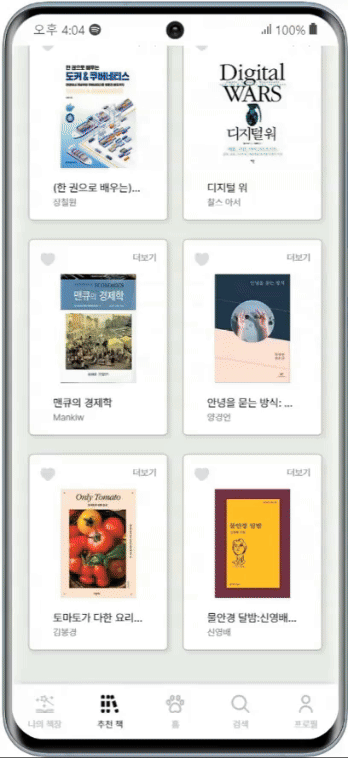 오후 4:04
100%
한 권으로 배우는
도커 & 쿠버네티스
Digital
WARS
디지털 워
(한 권으로 배우는)...
장철원
디지털 워
찰스 아서
더보기
더보기
맨큐의 경제학
안녕을 묻는 방식
맨큐의 경제학
Mankiw
안녕을 묻는 방식: ...
양경언
더보기
더보기
Only Tomato
물안경 달밤
토마토가 다한 요리...
김봉경
물안경 달밤:신영배...
신영배
나의 책장
추천 책
홈
검색
프로필